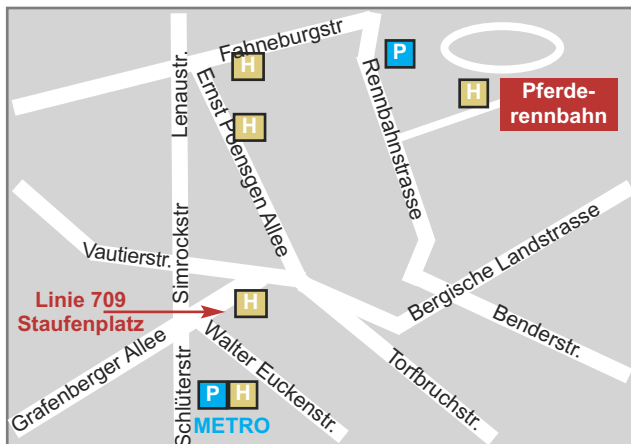 Fahneburgstr
H
P
Lenaustr.
Ernst Poensgen Allee
H
Rennbahnstrasse
H
Pferde-
rennbahn
Vautierstr.
Simrockstr
Bergische Landstrasse
Linie 709
Staufenplatz
H
Benderstr.
Grafenberger Allee
Schlüterstr
Walter Euckenstr.
Torfbruchstr.
P
H
METRO